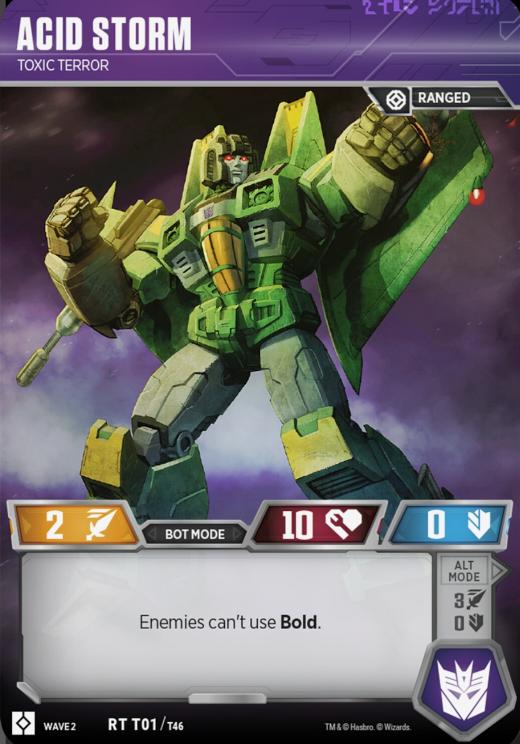 ACID STORM
TOXIC TERROR
RANGED
2
BOT MODE
10
0
ALT
MODE
3
0
Enemies can't use Bold.
WAVE 2
RT T01/T46
TM & © Hasbro. © Wizards.